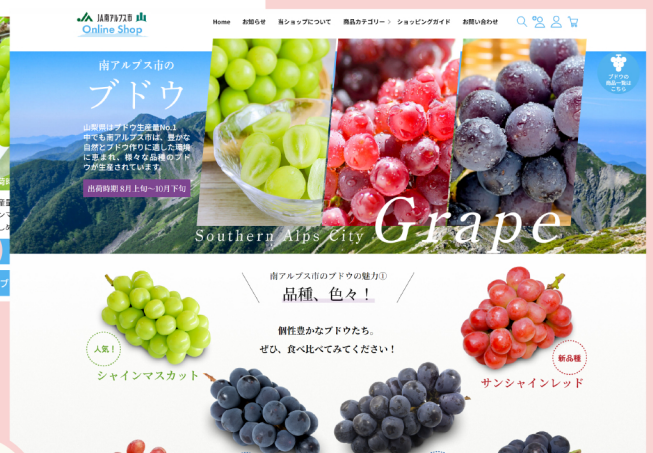 JA南アルプス市
Online Shop
Home
お知らせ
当ショップについて
商品カテゴリー
ショッピングガイド
お問い合わせ
南アルプス市の
ブドウ
山梨県はブドウ生産量No.1
中でも南アルプス市は、豊かな
自然とブドウ作りに適した環境
に恵まれ、様々な品種のブド
ウが生産されています。
出荷時期 8月上旬〜10月下旬
ブドウの
商品一覧は
こちら
Southern Alps City
Grape
南アルプス市のブドウの魅力①
品種、色々！
個性豊かなブドウたち。
ぜひ、食べ比べてみてください！
人気！
シャインマスカット
新品種
サンシャインレッド